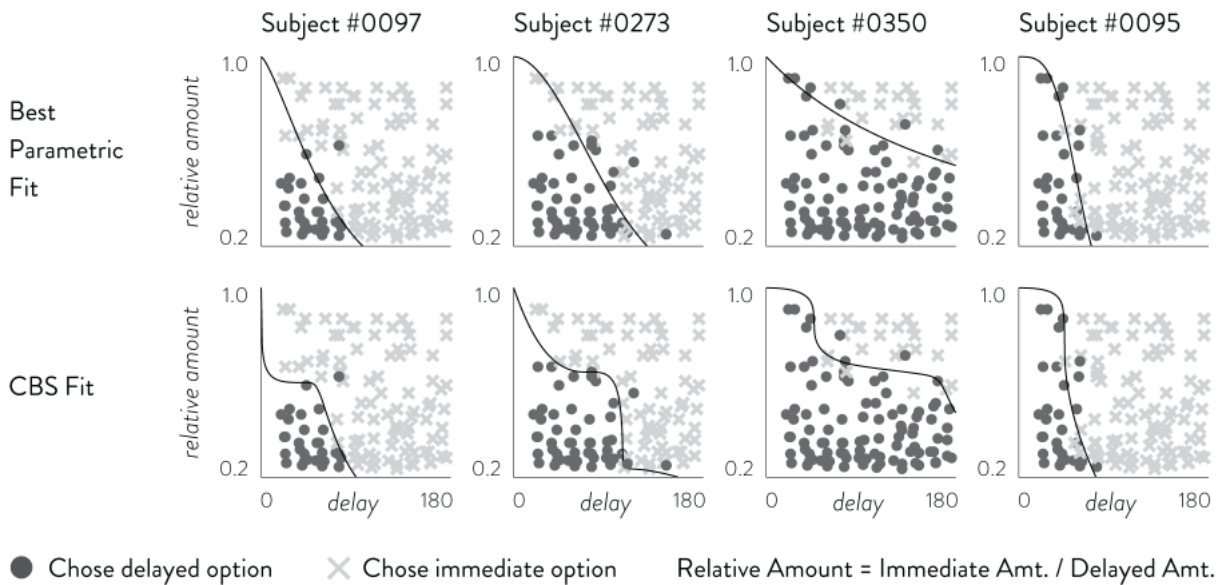 Subject #0097 Subject #0273 Subject #0350 Subject #0095
Best
Parametric
Fit
relative amount
1.0 1.0 1.0 1.0
0.2 0.2 0.2 0.2
CBS Fit
relative amount
1.0 1.0 1.0 1.0
0.2 0.2 0.2 0.2
0 delay 180 0 delay 180 0 delay 180 0 delay 180
Chose delayed option Chose immediate option Relative Amount = Immediate Amt. / Delayed Amt.